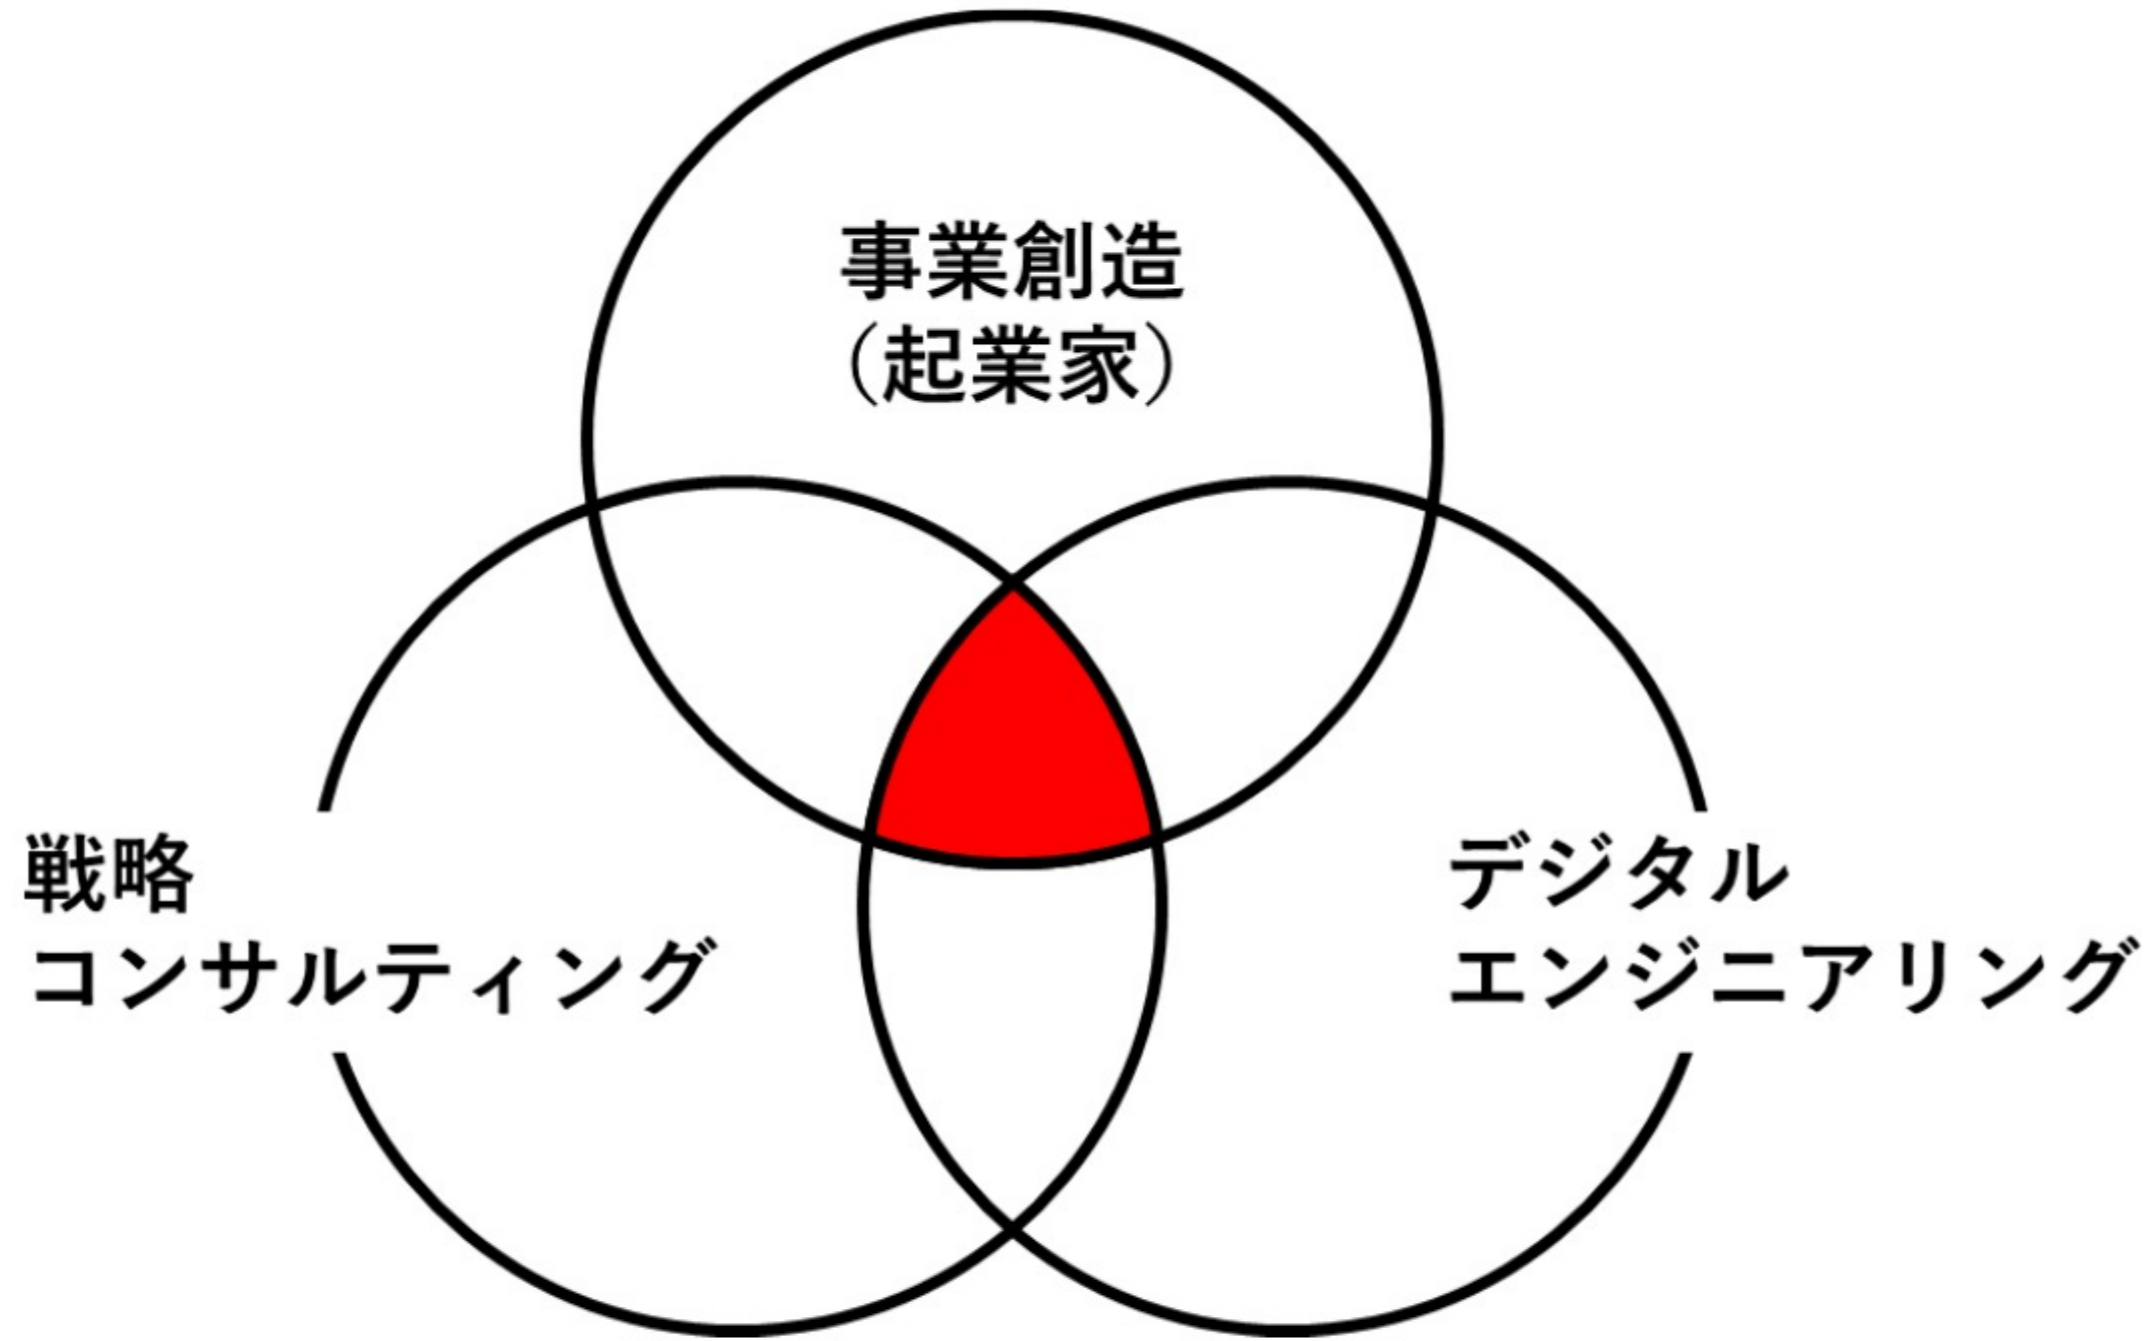 事業創造
（起業家）
戦略
コンサルティング
デジタル
エンジニアリング